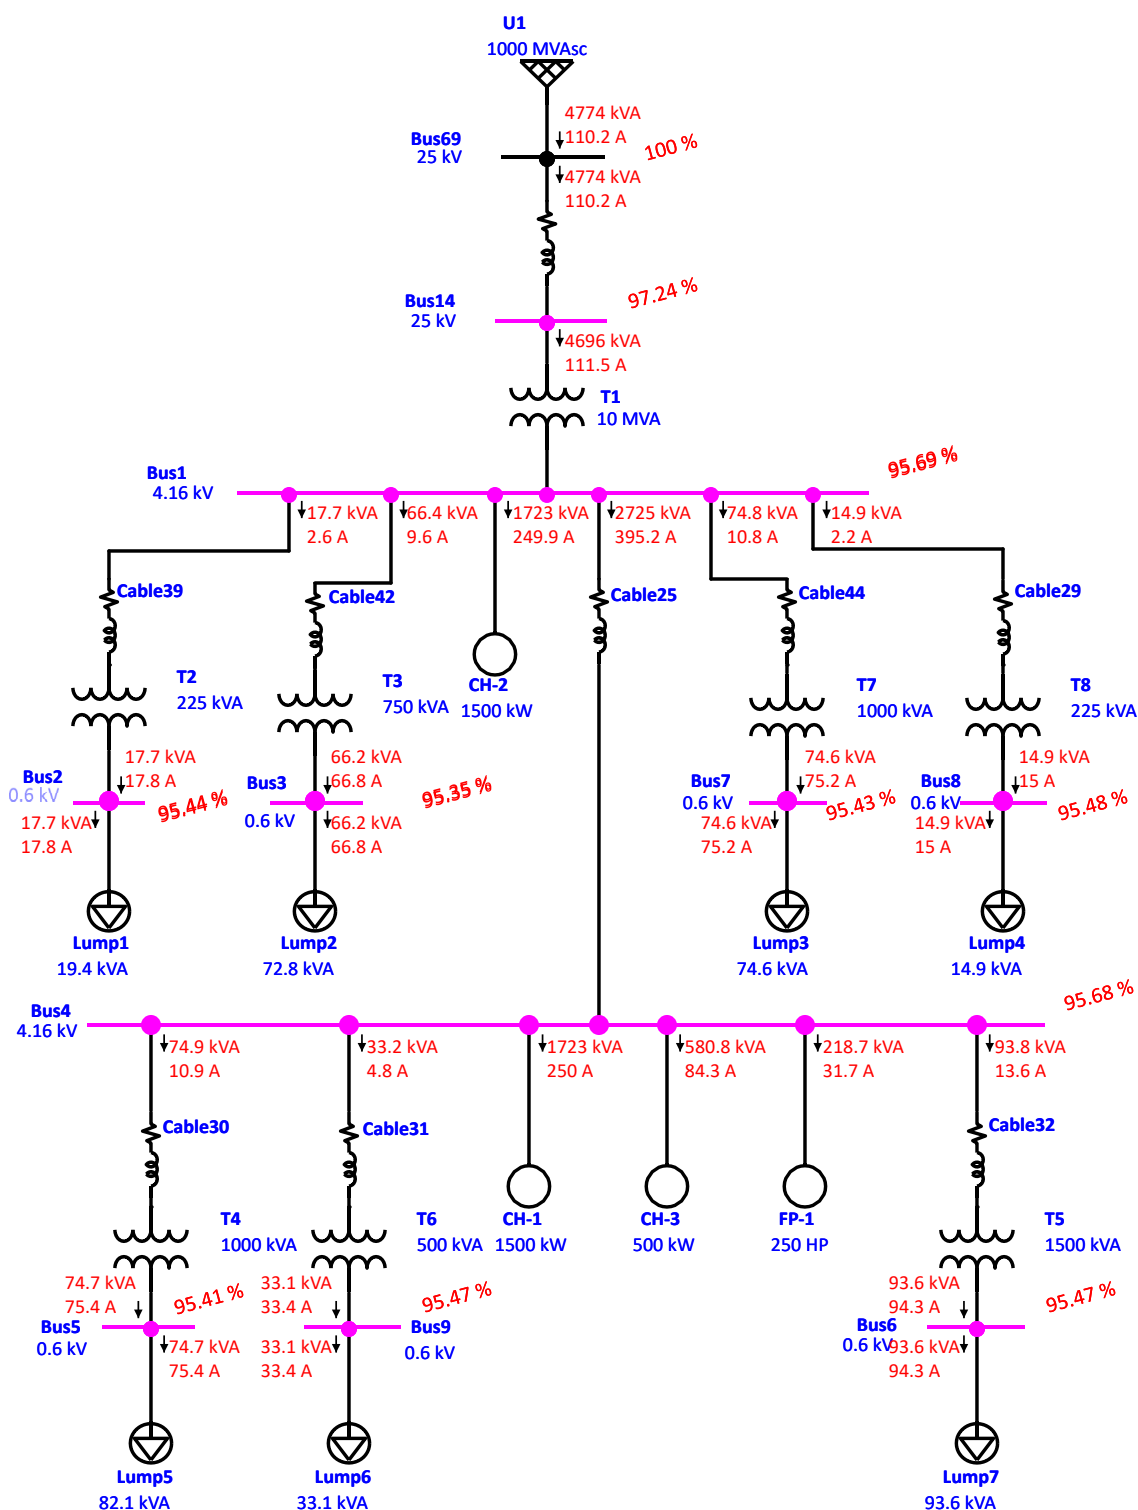 U1
1000 MVAsc
4774 kVA
110.2 A
Bus69
25 kV
100 %
4774 kVA
110.2 A
97.24 %
Bus14
25 kV
4696 kVA
111.5 A
T1
10 MVA
95.69 %
Bus1
4.16 kV
17.7 kVA
2.6 A
66.4 kVA
9.6 A
1723 kVA
249.9 A
2725 kVA
395.2 A
74.8 kVA
10.8 A
14.9 kVA
2.2 A
Cable39
Cable42
Cable25
Cable44
Cable29
T2
225 kVA
T3
750 kVA
CH-2
1500 kW
T7
1000 kVA
T8
225 kVA
17.7 kVA
17.8 A
Bus2
0.6 kV
95.44 %
17.7 kVA
17.8 A
66.2 kVA
66.8 A
Bus3
0.6 kV
95.35 %
66.2 kVA
66.8 A
74.6 kVA
75.2 A
Bus7
0.6 kV
95.43 %
74.6 kVA
75.2 A
14.9 kVA
15 A
Bus8
0.6 kV
95.48 %
14.9 kVA
15 A
Lump1
19.4 kVA
Lump2
72.8 kVA
Lump3
74.6 kVA
Lump4
14.9 kVA
95.68 %
Bus4
4.16 kV
74.9 kVA
10.9 A
33.2 kVA
4.8 A
1723 kVA
250 A
580.8 kVA
84.3 A
218.7 kVA
31.7 A
93.8 kVA
13.6 A
Cable30
Cable31
Cable32
T4
1000 kVA
T6
500 kVA
CH-1
1500 kW
CH-3
500 kW
FP-1
250 HP
T5
1500 kVA
74.7 kVA
75.4 A
95.41 %
Bus5
0.6 kV
74.7 kVA
75.4 A
33.1 kVA
33.4 A
95.47 %
Bus9
0.6 kV
33.1 kVA
33.4 A
93.6 kVA
94.3 A
95.47 %
Bus6
0.6 kV
93.6 kVA
94.3 A
Lump5
82.1 kVA
Lump6
33.1 kVA
Lump7
93.6 kVA